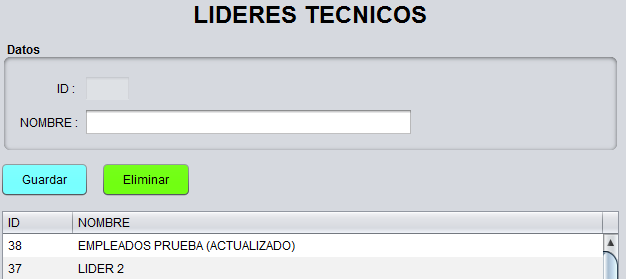 LIDERES TECNICOS
Datos
ID :
NOMBRE :
Guardar Eliminar
ID NOMBRE
38 EMPLEADOS PRUEBA (ACTUALIZADO)
37 LIDER 2